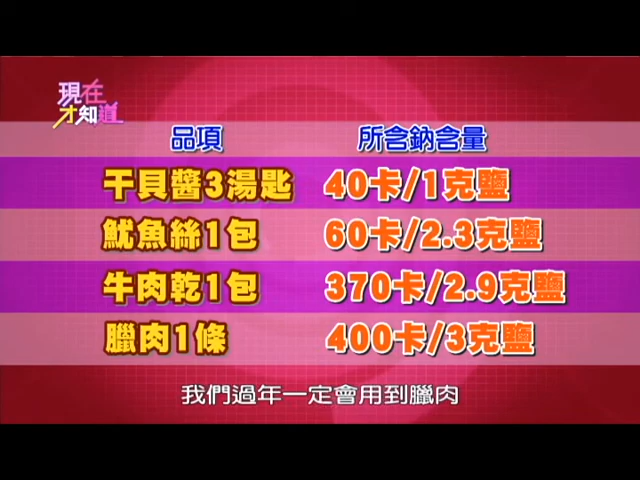 現在
才知道
品項 所含鈉含量
干貝醬3湯匙 40卡/1克鹽
魷魚絲1包 60卡/2.3克鹽
牛肉乾1包 370卡/2.9克鹽
臘肉1條 400卡/3克鹽
我們過年一定會用到臘肉